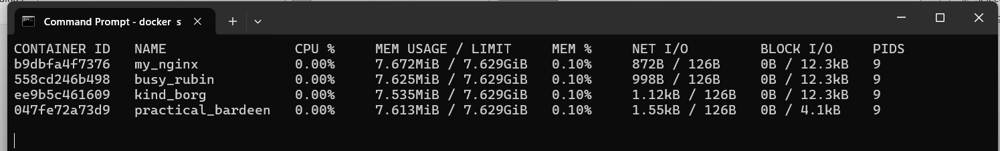 Command Prompt - docker s
CONTAINER ID NAME CPU % MEM USAGE / LIMIT MEM % NET I/O BLOCK I/O PIDS
b9dbfa4f7376 my_nginx 0.00% 7.672MiB / 7.629GiB 0.10% 872B / 126B 0B / 12.3kB 9
558cd246b498 busy_rubin 0.00% 7.625MiB / 7.629GiB 0.10% 998B / 126B 0B / 12.3kB 9
ee9b5c461609 kind_borg 0.00% 7.535MiB / 7.629GiB 0.10% 1.12kB / 126B 0B / 12.3kB 9
047fe72a73d9 practical_bardeen 0.00% 7.613MiB / 7.629GiB 0.10% 1.55kB / 126B 0B / 4.1kB 9